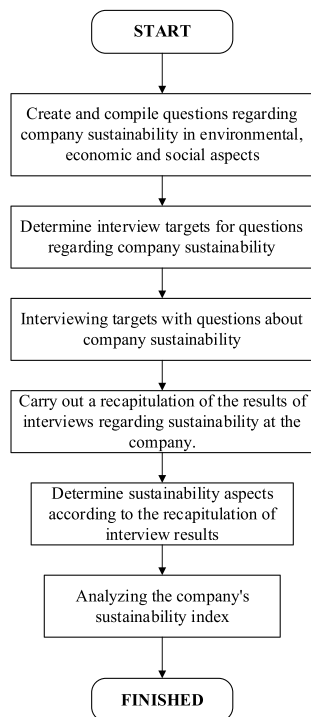 START
Create and compile questions regarding
company sustainability in environmental,
economic and social aspects
Determine interview targets for questions
regarding company sustainability
Interviewing targets with questions about
company sustainability
Carry out a recapitulation of the results of
interviews regarding sustainability at the
company.
Determine sustainability aspects
according to the recapitulation of
interview results
Analyzing the company's
sustainability index
FINISHED